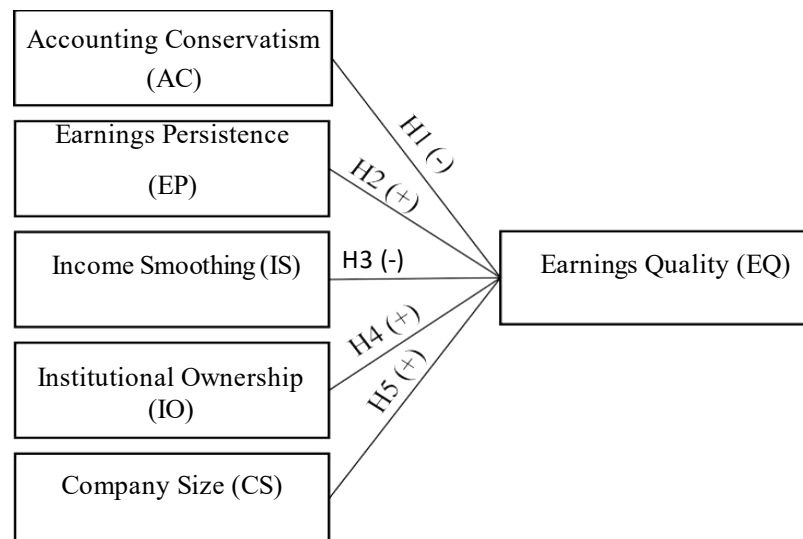 Accounting Conservatism
(AC)
H1 (-)
Earnings Persistence
(EP)
H2 (+)
Income Smoothing (IS)
H3 (-)
Earnings Quality (EQ)
Institutional Ownership
(IO)
H4 (+)
H5 (+)
Company Size (CS)